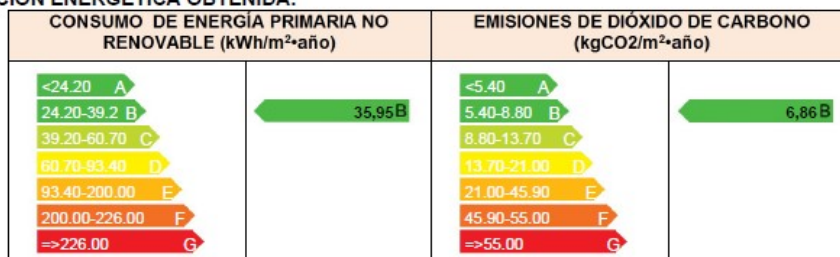 CIÓN ENERGÉTICA OBTENIDA:
CONSUMO DE ENERGÍA PRIMARIA NO
RENOVABLE (kWh/m²•año)
<24.20 A
24.20-39.2 B
39.20-60.70 C
60.70-93.40 D
93.40-200.00 E
200.00-226.00 F
=>226.00 G
35,95 B
EMISIONES DE DIÓXIDO DE CARBONO
(kgCO2/m²•año)
<5.40 A
5.40-8.80 B
8.80-13.70 C
13.70-21.00 D
21.00-45.90 E
45.90-55.00 F
=>55.00 G
6,86 B